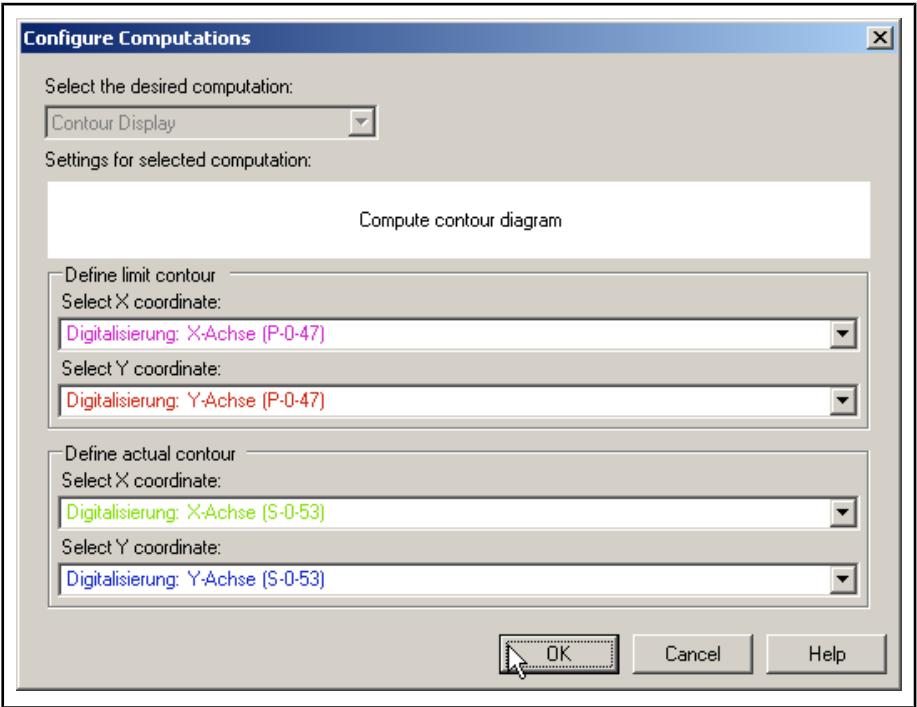 Configure Computations
Select the desired computation:
Contour Display
Settings for selected computation:
Compute contour diagram
Define limit contour
Select X coordinate:
Digitalisierung: X-Achse (P-0-47)
Select Y coordinate:
Digitalisierung: Y-Achse (P-0-47)
Define actual contour
Select X coordinate:
Digitalisierung: X-Achse (S-0-53)
Select Y coordinate:
Digitalisierung: Y-Achse (S-0-53)
OK Cancel Help